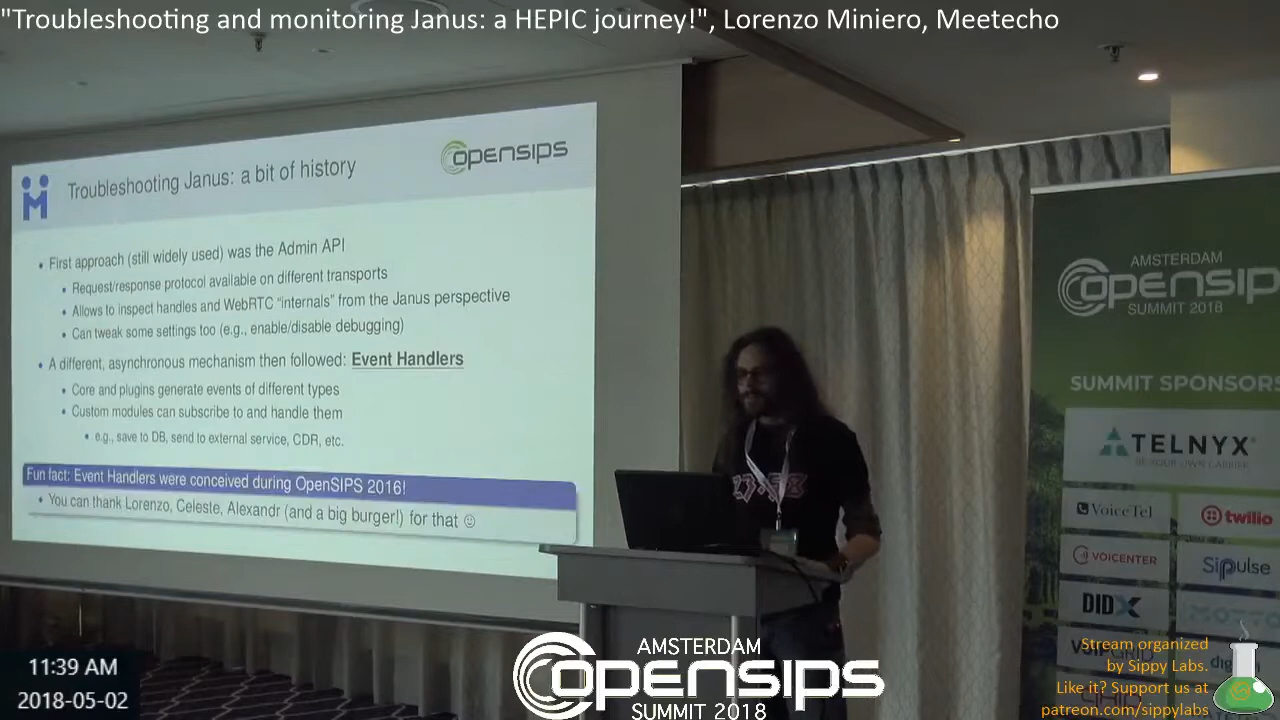 "Troubleshooting and monitoring Janus: a HEPIC journey!", Lorenzo Miniero, Meetecho
Troubleshooting Janus: a bit of history
OPENSIPS
• First approach (still widely used) was the Admin API
• Request/response protocol available on different transports
• Allows to inspect handles and WebRTC "internals" from the Janus perspective
• Can tweak some settings too (e.g., enable/disable debugging)
• A different, asynchronous mechanism then followed: Event Handlers
• Core and plugins generate events of different types
• Custom modules can subscribe to and handle them
• e.g., save to DB, send to external service, CDR, etc.
Fun fact: Event Handlers were conceived during OpenSIPS 2016!
• You can thank Lorenzo, Celeste, Alexandr (and a big burger!) for that ☺
AMSTERDAM
OPENSIPS
SUMMIT 2018
SUMMIT SPONSORS
TELNYX
BE YOUR OWN CARRIER
VoiceTel
twilio
VOICENTER
Sipulse
DIDX
Stream organized
by Sippy Labs.
Like it? Support us at
patreon.com/sippylabs
11:39 AM
2018-05-02
AMSTERDAM
OPENSIPS
SUMMIT 2018